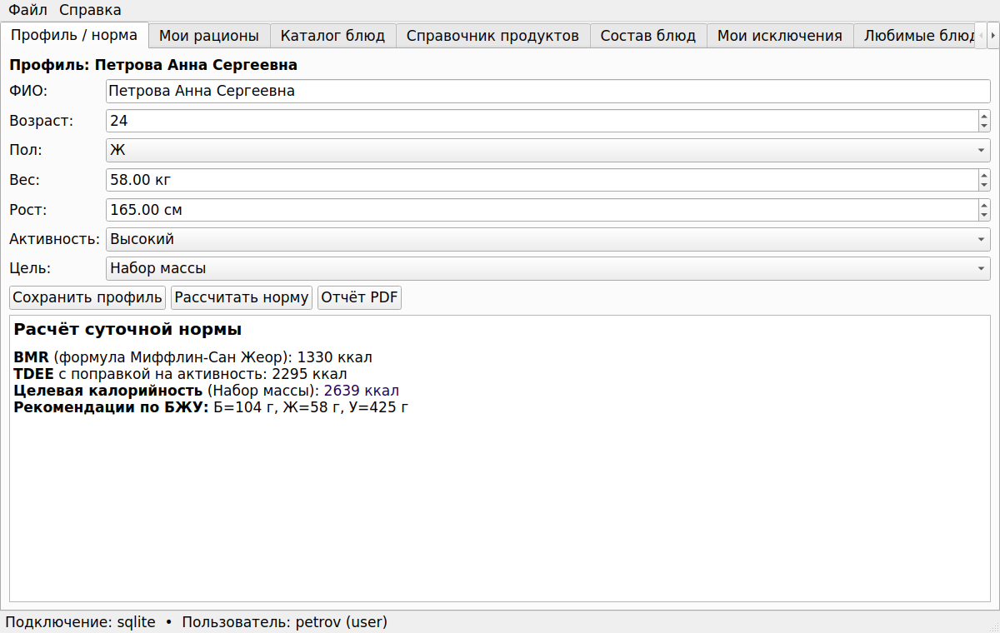 Файл Справка
Профиль / норма Мои рационы Каталог блюд Справочник продуктов Состав блюд Мои исключения Любимые блюд
Профиль: Петрова Анна Сергеевна
ФИО: Петрова Анна Сергеевна
Возраст: 24
Пол: Ж
Вес: 58.00 кг
Рост: 165.00 см
Активность: Высокий
Цель: Набор массы
Сохранить профиль Рассчитать норму Отчёт PDF
Расчёт суточной нормы
BMR (формула Миффлин-Сан Жеор): 1330 ккал
TDEE с поправкой на активность: 2295 ккал
Целевая калорийность (Набор массы): 2639 ккал
Рекомендации по БЖУ: Б=104 г, Ж=58 г, У=425 г
Подключение: sqlite • Пользователь: petrov (user)